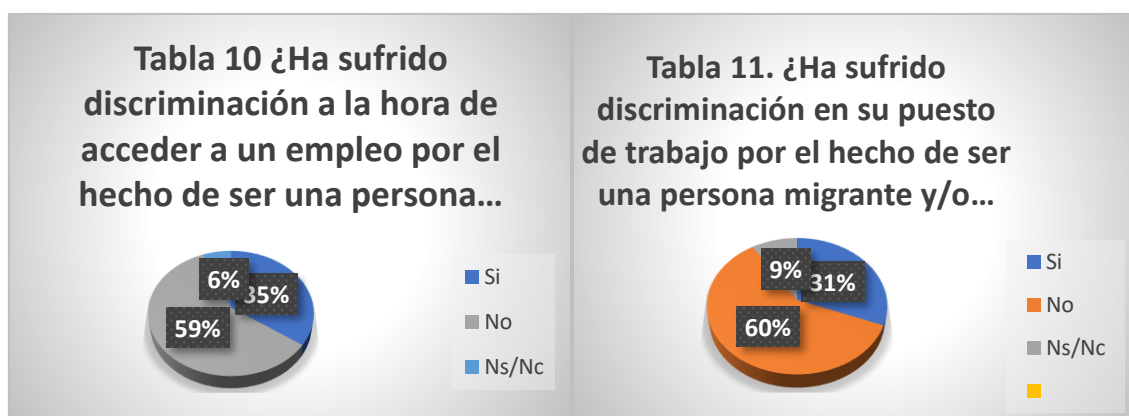 Tabla 10 ¿Ha sufrido
discriminación a la hora de
acceder a un empleo por el
hecho de ser una persona...
6%
35%
59%
Si
No
Ns/Nc
Tabla 11. ¿Ha sufrido
discriminación en su puesto
de trabajo por el hecho de ser
una persona migrante y/o...
9%
31%
60%
Si
No
Ns/Nc